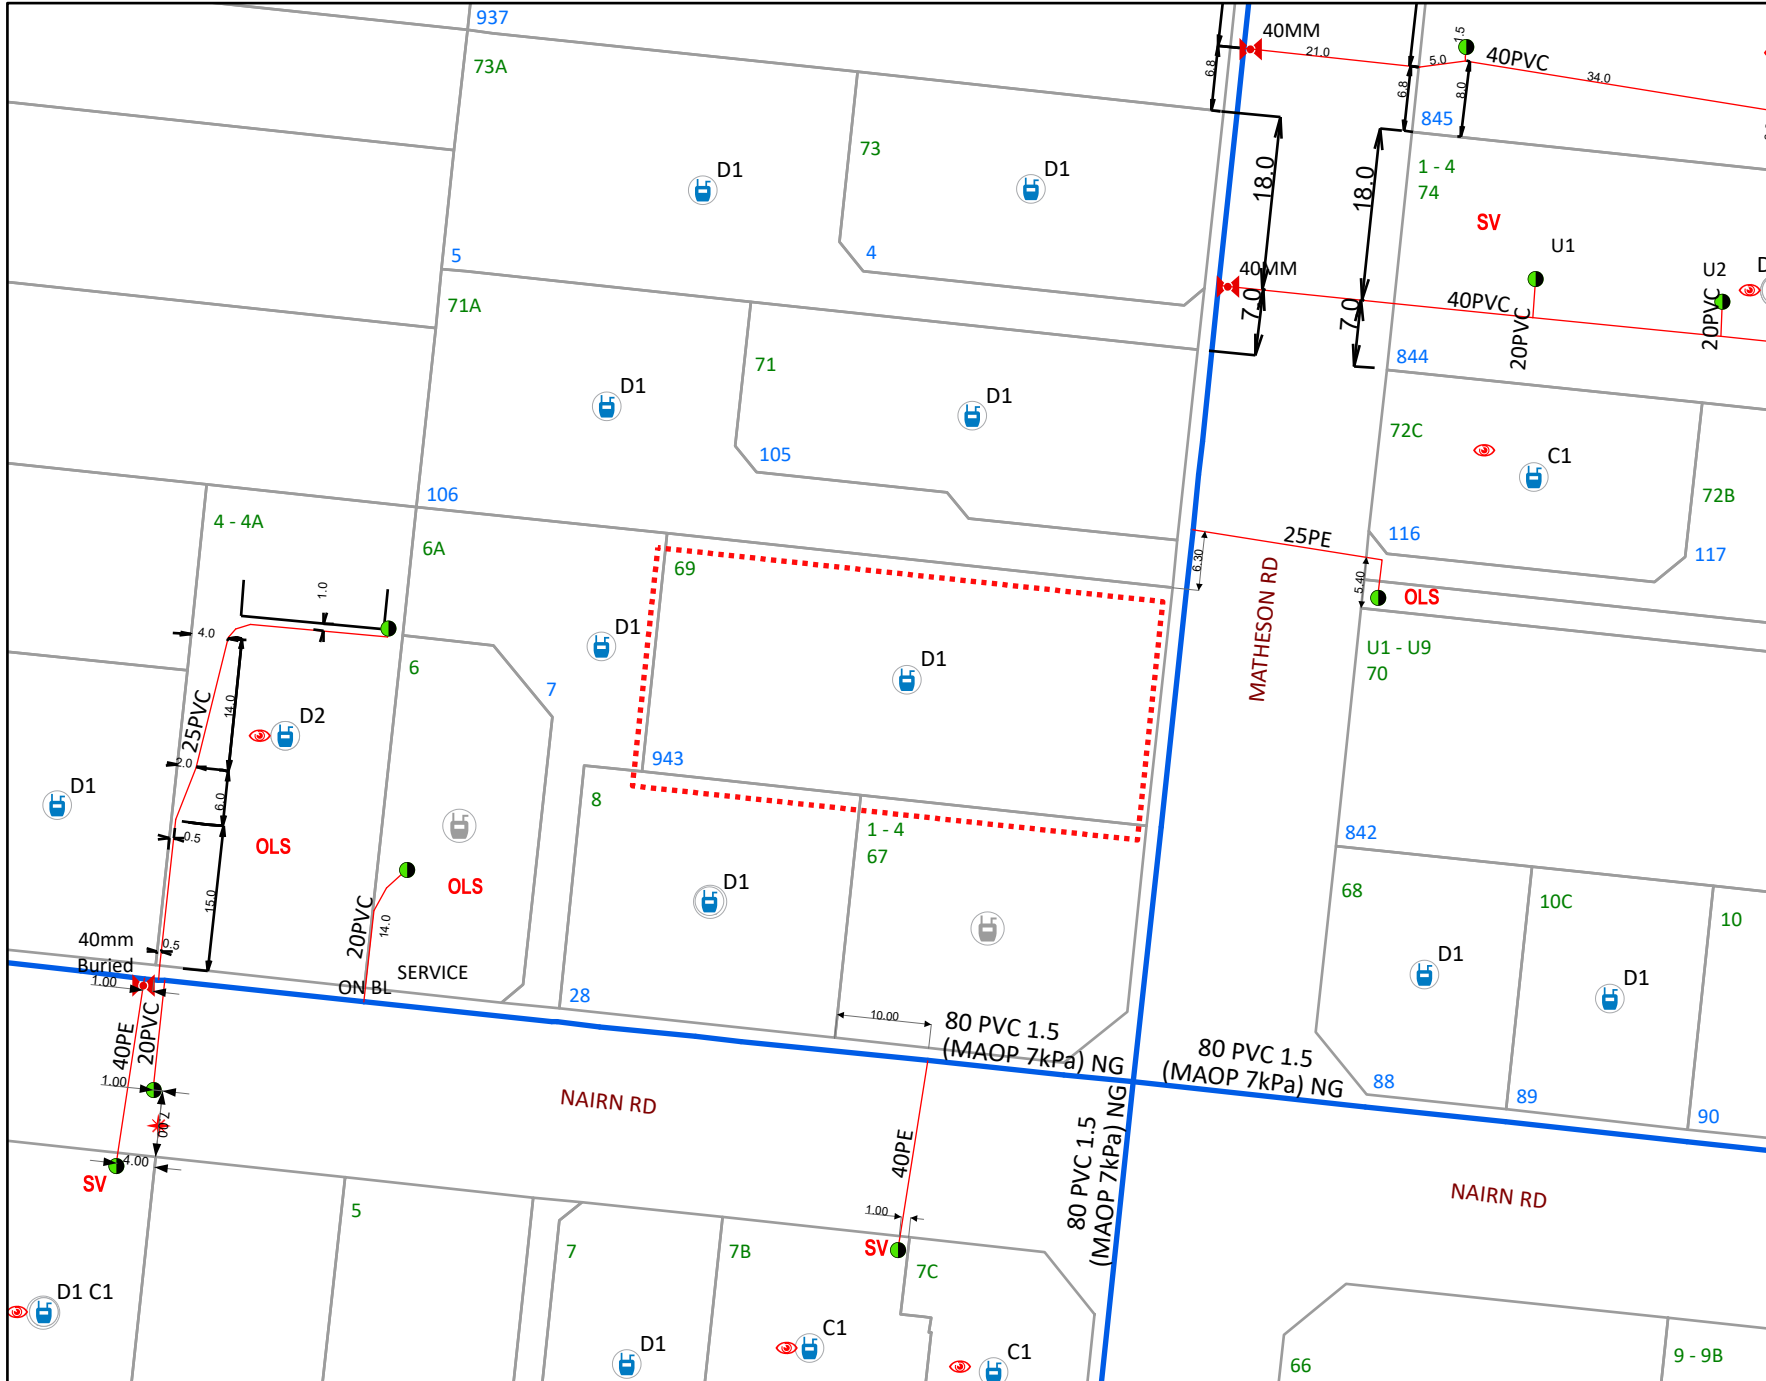 937
73A
40MM
21.0
5.0
1.5
40PVC
34.0
6.8
6.8
8.0
845
73
D1
D1
18.0
18.0
1 - 4
74
SV
5
4
U1
40MM
U2
D
71A
7.0
7.0
40PVC
20PVC
20PVC
71
844
D1
D1
105
72C
C1
106
72B
4 - 4A
6A
25PE
116
117
69
6.30
MATHESON RD
5.40
OLS
1.0
4.0
D1
D1
6
U1 - U9
70
7
25PVC
14.0
D2
2.0
943
D1
6.0
8
0.5
OLS
1 - 4
67
842
15.0
OLS
D1
68
10C
10
20PVC
14.0
40mm
Buried
0.5
1.00
SERVICE
ON BL
D1
D1
28
10.00
80 PVC 1.5
(MAOP 7kPa) NG
80 PVC 1.5
(MAOP 7kPa) NG
40PE
20PVC
88
89
90
1.00
NAIRN RD
7.00
80 PVC 1.5
(MAOP 7kPa) NG
40PE
4.00
SV
NAIRN RD
5
1.00
SV
7
7B
7C
D1 C1
D1
C1
C1
66
9 - 9B